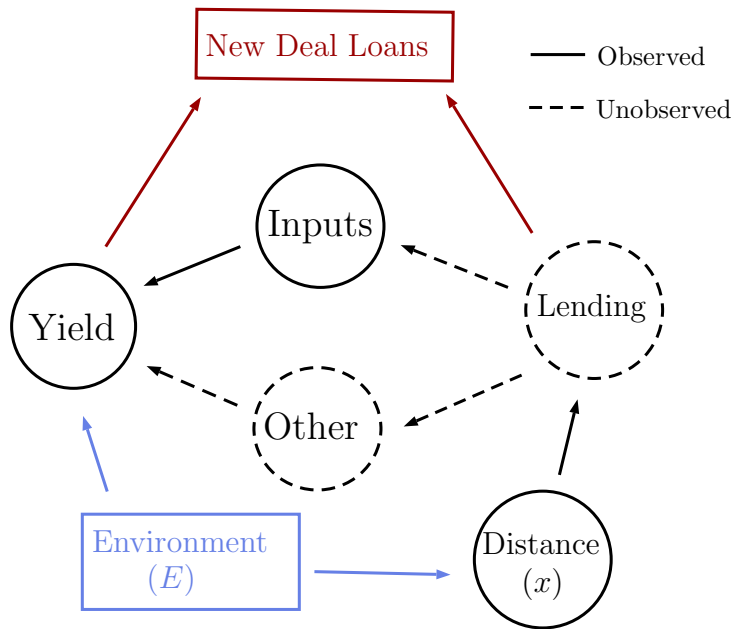 New Deal Loans
Observed
Unobserved
Inputs
Lending
Yield
Other
Environment
(E)
Distance
(x)